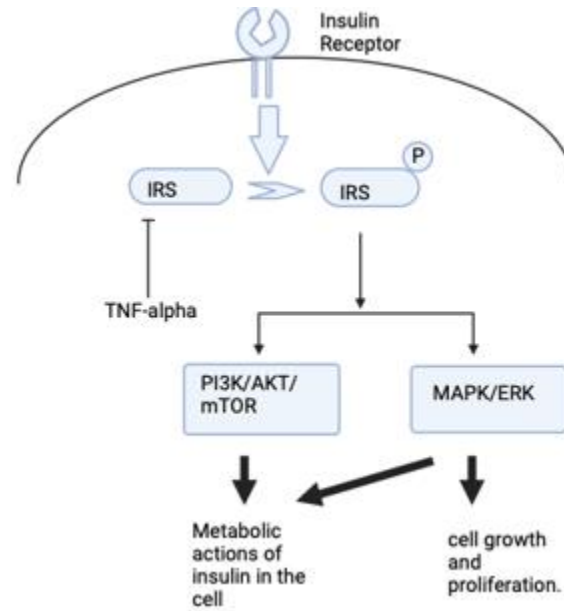 Insulin
Receptor
P
IRS
IRS
TNF-alpha
PI3K/AKT/
mTOR
MAPK/ERK
Metabolic
actions of
insulin in the
cell
cell growth
and
proliferation.